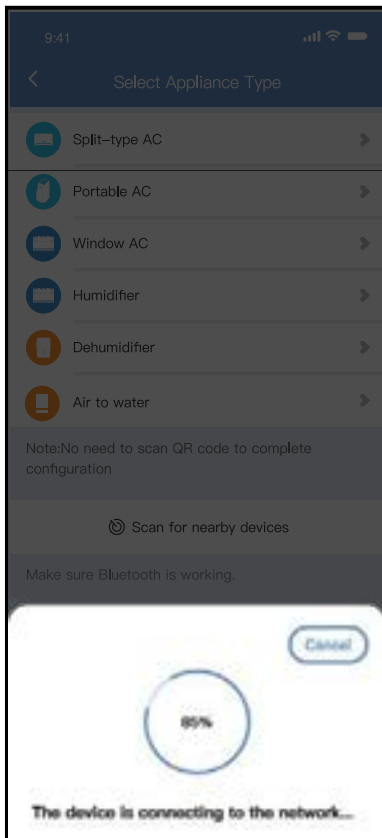 9:41
Select Appliance Type
Split-type AC
Portable AC
Window AC
Humidifier
Dehumidifier
Air to water
Note:No need to scan QR code to complete
configuration
Scan for nearby devices
Make sure Bluetooth is working.
Cancel
85%
The device is connecting to the network...